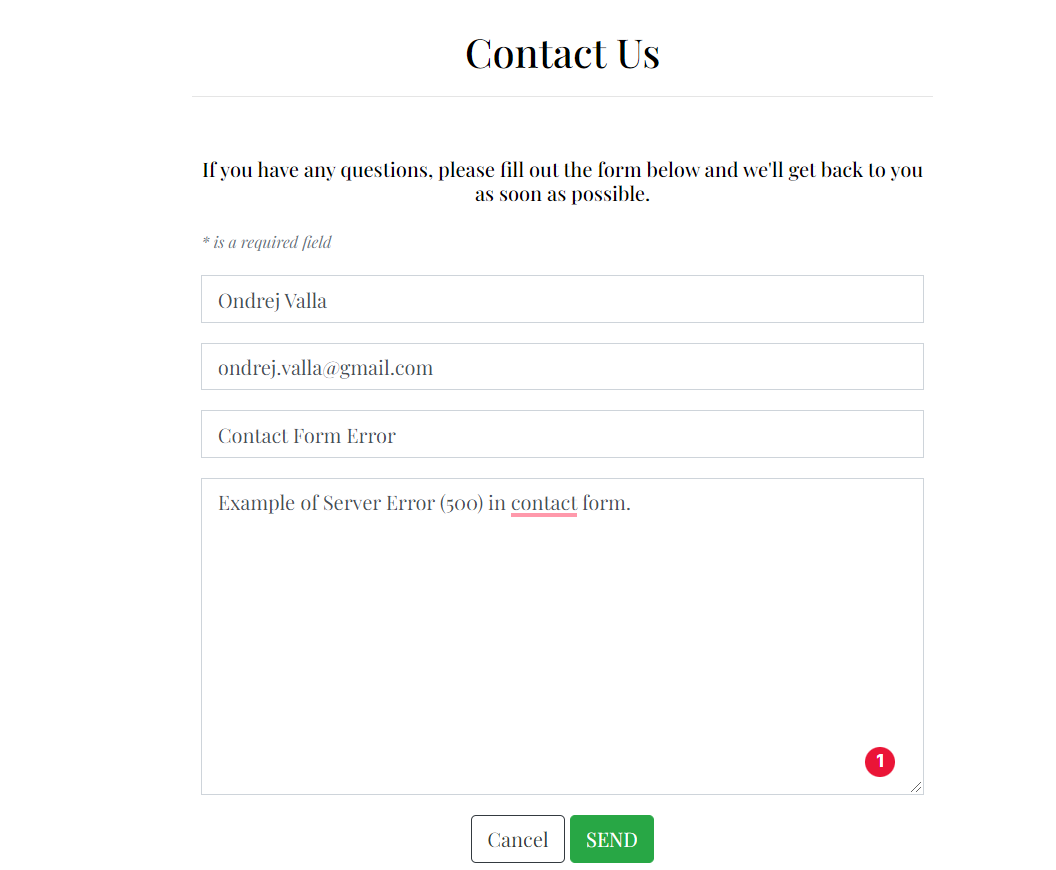 Contact Us
If you have any questions, please fill out the form below and we'll get back to you
as soon as possible.
* is a required field
Ondrej Valla
ondrej.valla@gmail.com
Contact Form Error
Example of Server Error (500) in contact form.
1
Cancel SEND